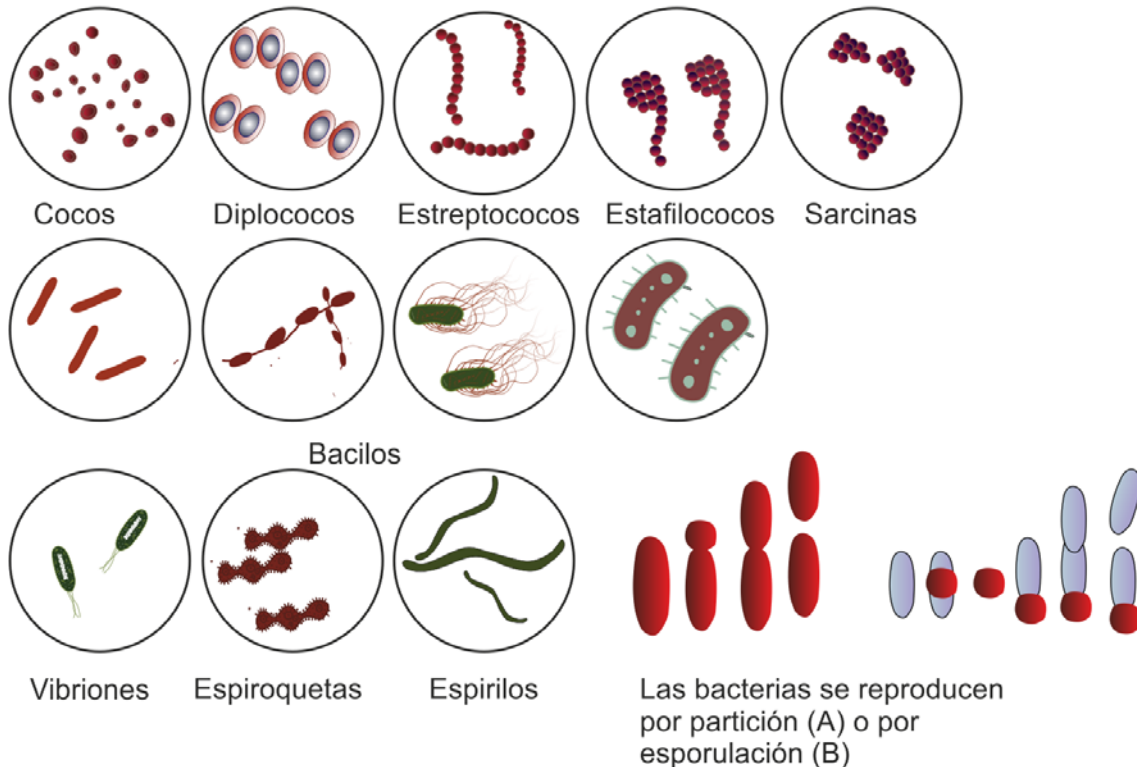 Cocos
Diplococos
Estreptococos
Estafilococos
Sarcinas
Bacilos
Vibriones
Espiroquetas
Espirilos
Las bacterias se reproducen
por partición (A) o por
esporulación (B)